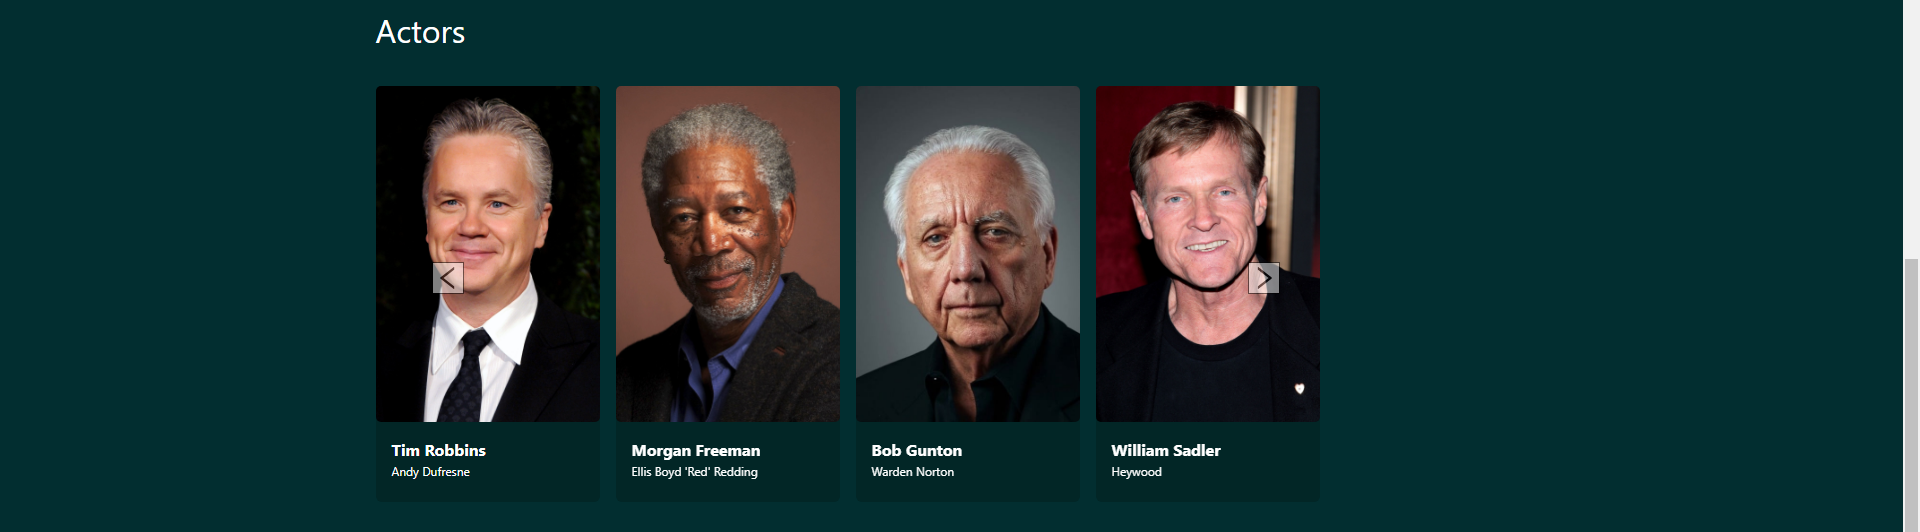 Actors
Tim Robbins
Andy Dufresne
Morgan Freeman
Ellis Boyd 'Red' Redding
Bob Gunton
Warden Norton
William Sadler
Heywood